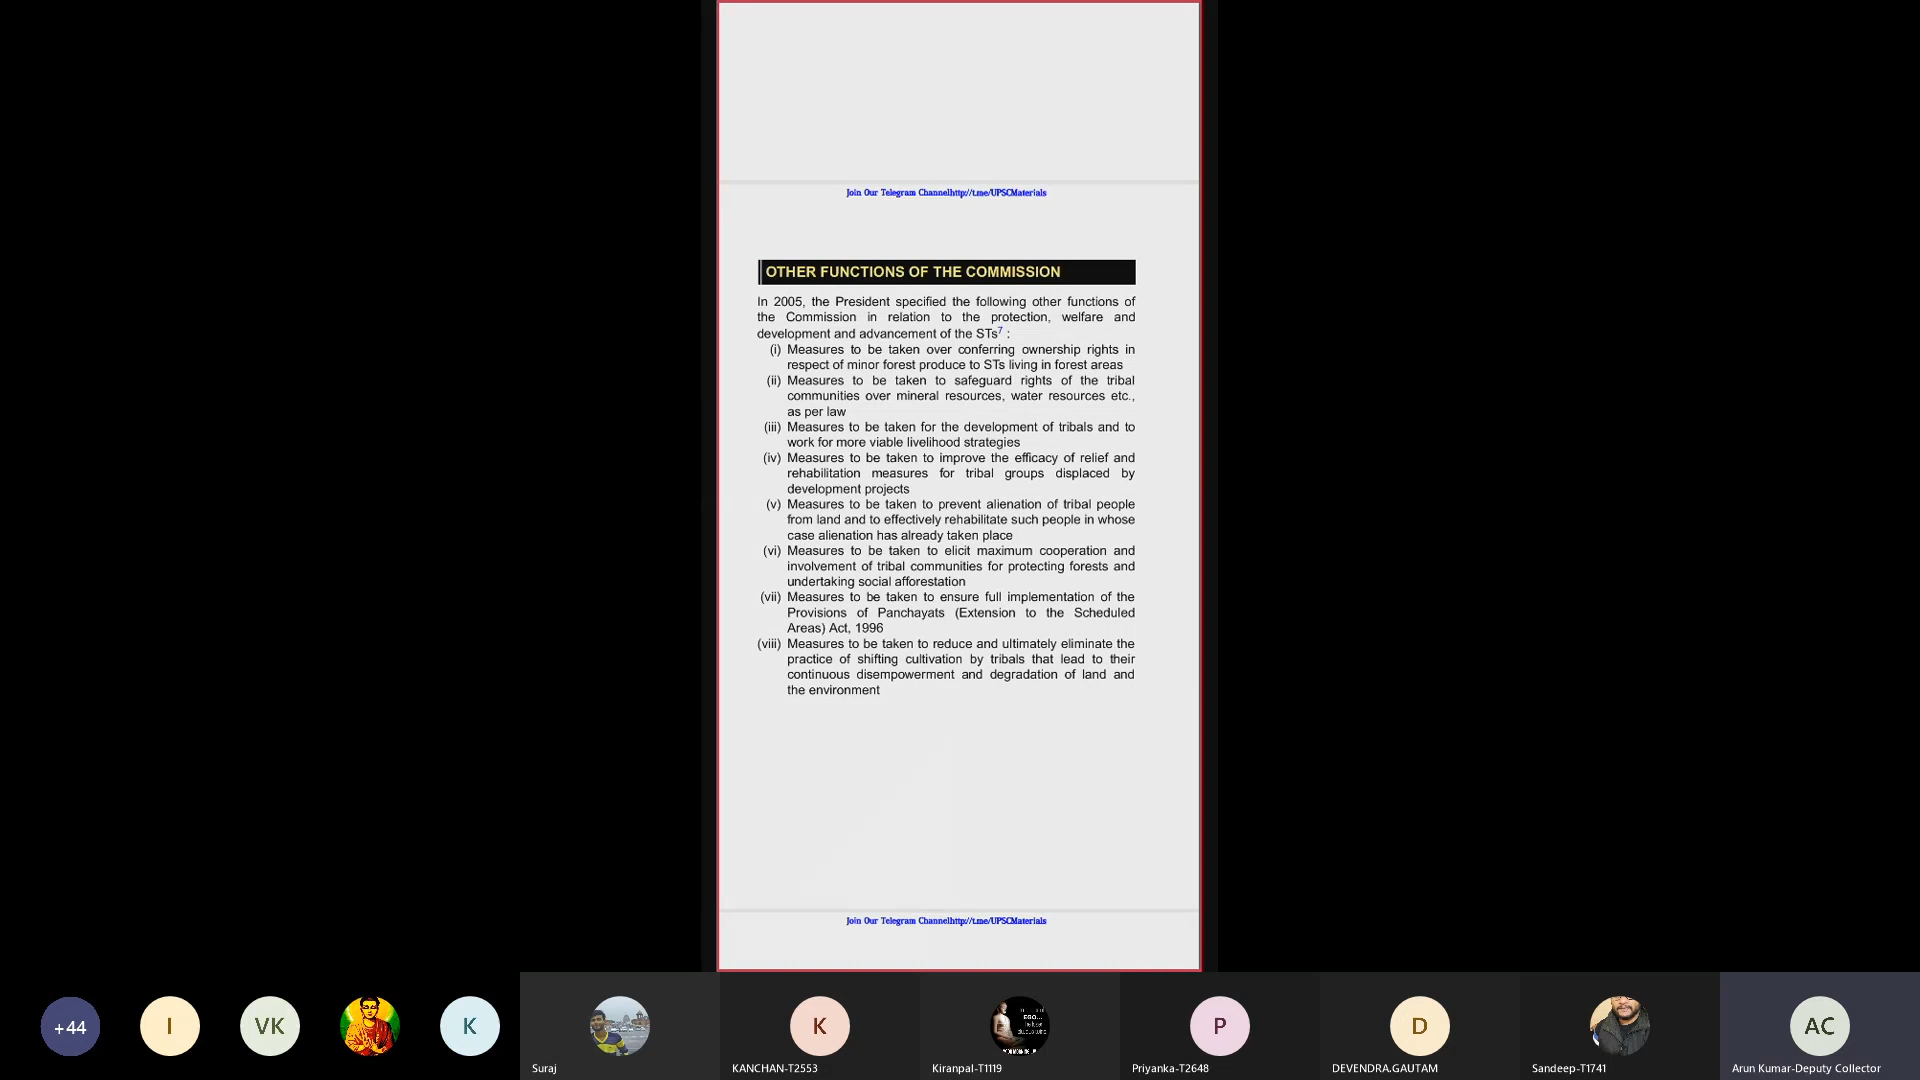 Join Our Telegram Channelhttp://t.me/UPSCMaterials
OTHER FUNCTIONS OF THE COMMISSION
In 2005, the President specified the following other functions of
the Commission in relation to the protection, welfare and
development and advancement of the STs7 :
(i) Measures to be taken over conferring ownership rights in
respect of minor forest produce to STs living in forest areas
(ii) Measures to be taken to safeguard rights of the tribal
communities over mineral resources, water resources etc.,
as per law
(iii) Measures to be taken for the development of tribals and to
work for more viable livelihood strategies
(iv) Measures to be taken to improve the efficacy of relief and
rehabilitation measures for tribal groups displaced by
development projects
(v) Measures to be taken to prevent alienation of tribal people
from land and to effectively rehabilitate such people in whose
case alienation has already taken place
(vi) Measures to be taken to elicit maximum cooperation and
involvement of tribal communities for protecting forests and
undertaking social afforestation
(vii) Measures to be taken to ensure full implementation of the
Provisions of Panchayats (Extension to the Scheduled
Areas) Act, 1996
(viii) Measures to be taken to reduce and ultimately eliminate the
practice of shifting cultivation by tribals that lead to their
continuous disempowerment and degradation of land and
the environment
Join Our Telegram Channelhttp://t.me/UPSCMaterials
+44
I
VK
K
K
EGO...
P
D
AC
Suraj
KANCHAN-T2553
Kiranpal-T1119
Priyanka-T2648
DEVENDRA.GAUTAM
Sandeep-T1741
Arun Kumar-Deputy Collector